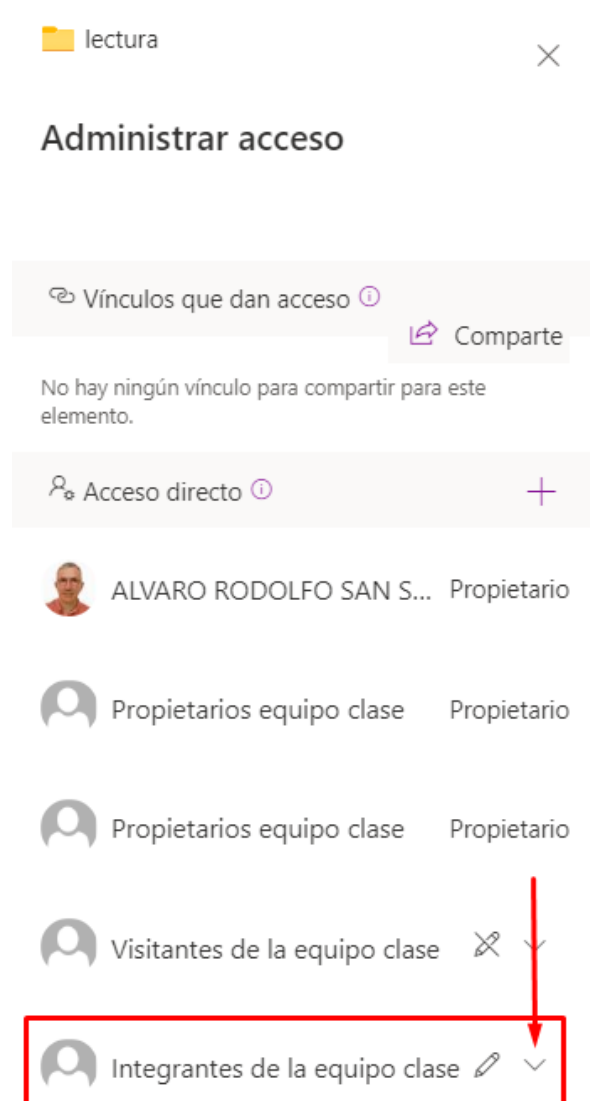 lectura
Administrar acceso
Vínculos que dan acceso
Comparte
No hay ningún vínculo para compartir para este
elemento.
Acceso directo
ALVARO RODOLFO SAN S... Propietario
Propietarios equipo clase Propietario
Propietarios equipo clase Propietario
Visitantes de la equipo clase
Integrantes de la equipo clase